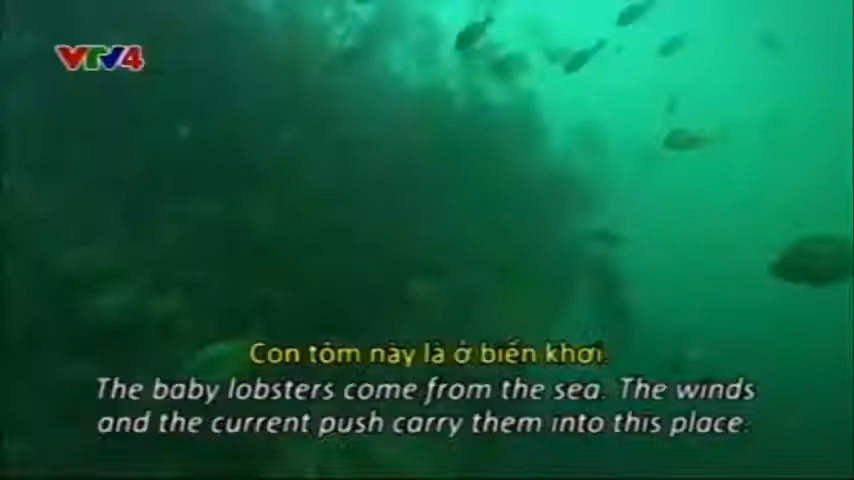 VTV4
Con tôm này là ở biển khơi.
The baby lobsters come from the sea. The winds
and the current push carry them into this place.